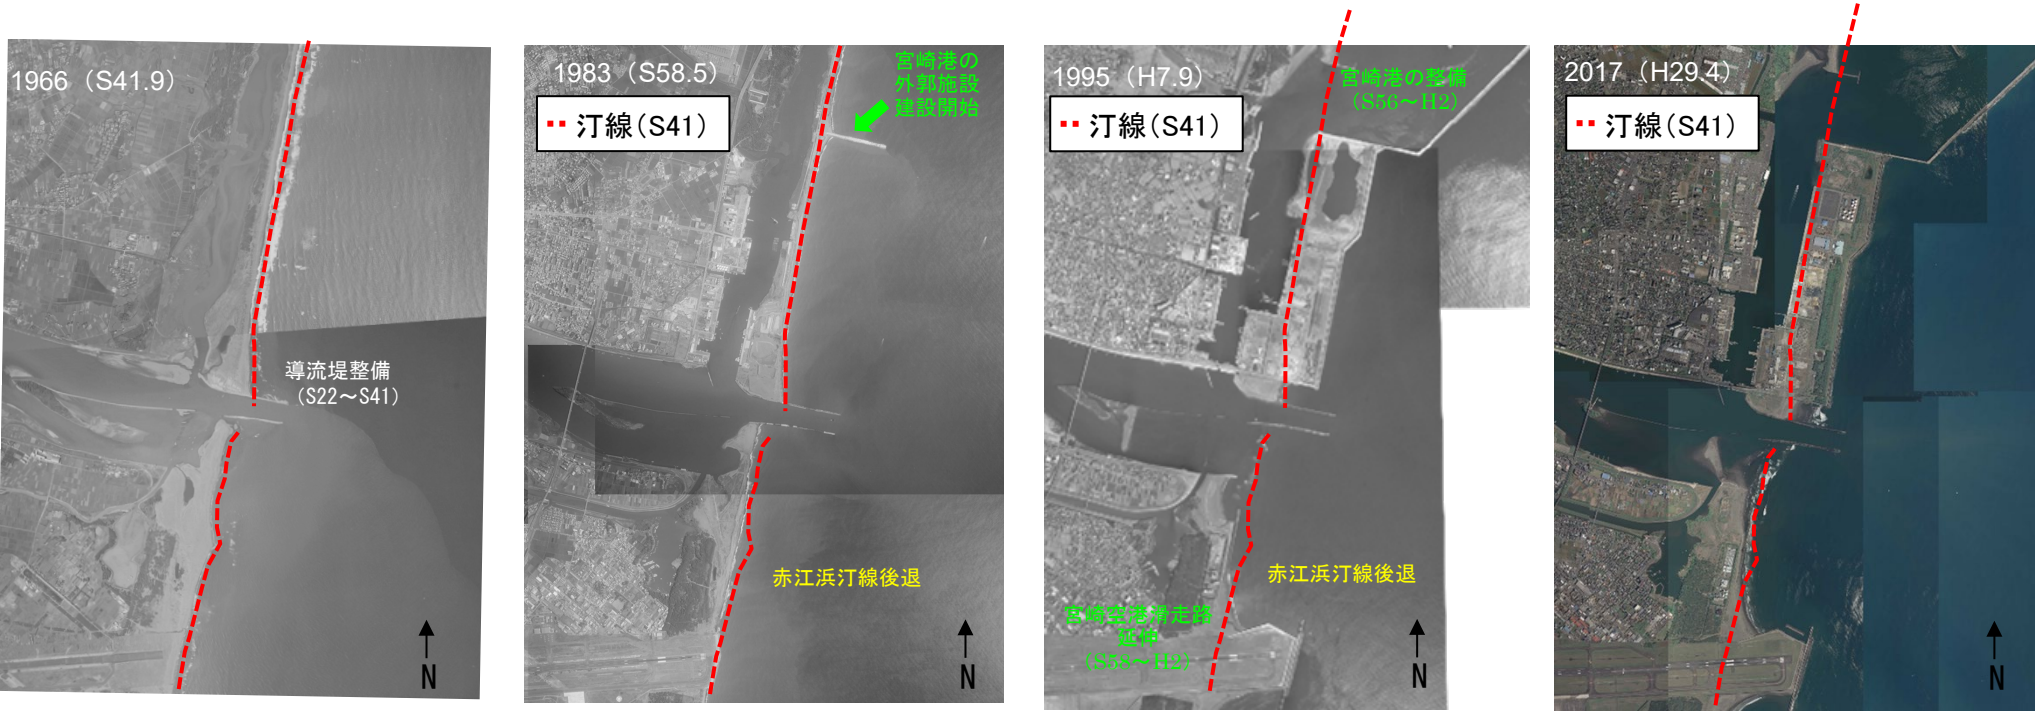 1966（S41.9）
導流堤整備
（S22～S41）
N
1983（S58.5）
汀線（S41）
宮崎港の
外郭施設
建設開始
赤江浜汀線後退
N
1995（H7.9）
汀線（S41）
宮崎港の整備
（S56～H2）
赤江浜汀線後退
宮崎空港滑走路
延伸
（S58～H2）
N
2017（H29.4）
汀線（S41）
N